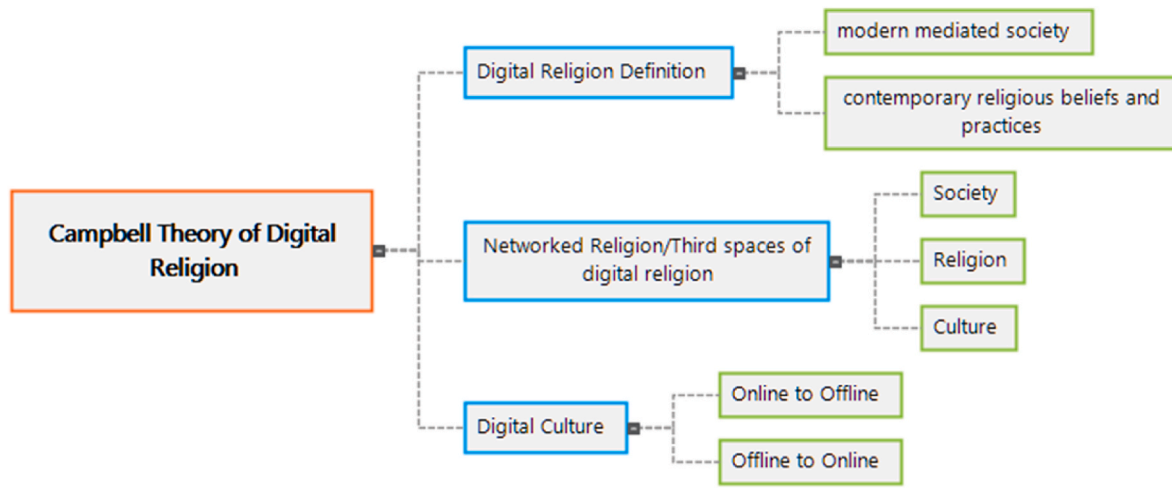 Campbell Theory of Digital
Religion
Digital Religion Definition
modern mediated society
contemporary religious beliefs and
practices
Networked Religion/Third spaces of
digital religion
Society
Religion
Culture
Digital Culture
Online to Offline
Offline to Online